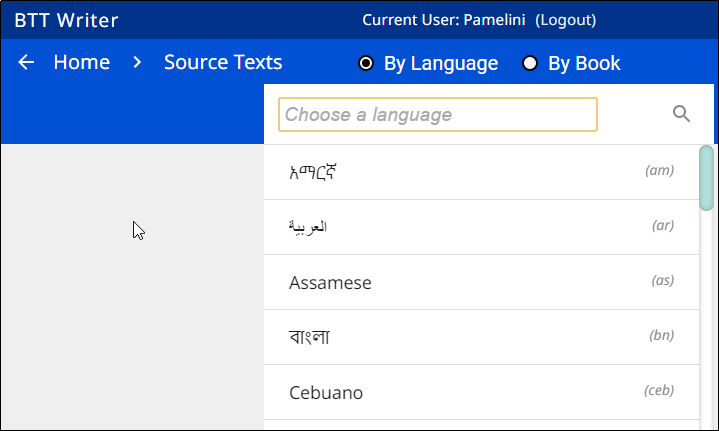 BTT Writer Current User: Pamelini (Logout)
Home Source Texts By Language By Book
Choose a language
አማርኛ (am)
العربية (ar)
Assamese (as)
বাংলা (bn)
Cebuano (ceb)